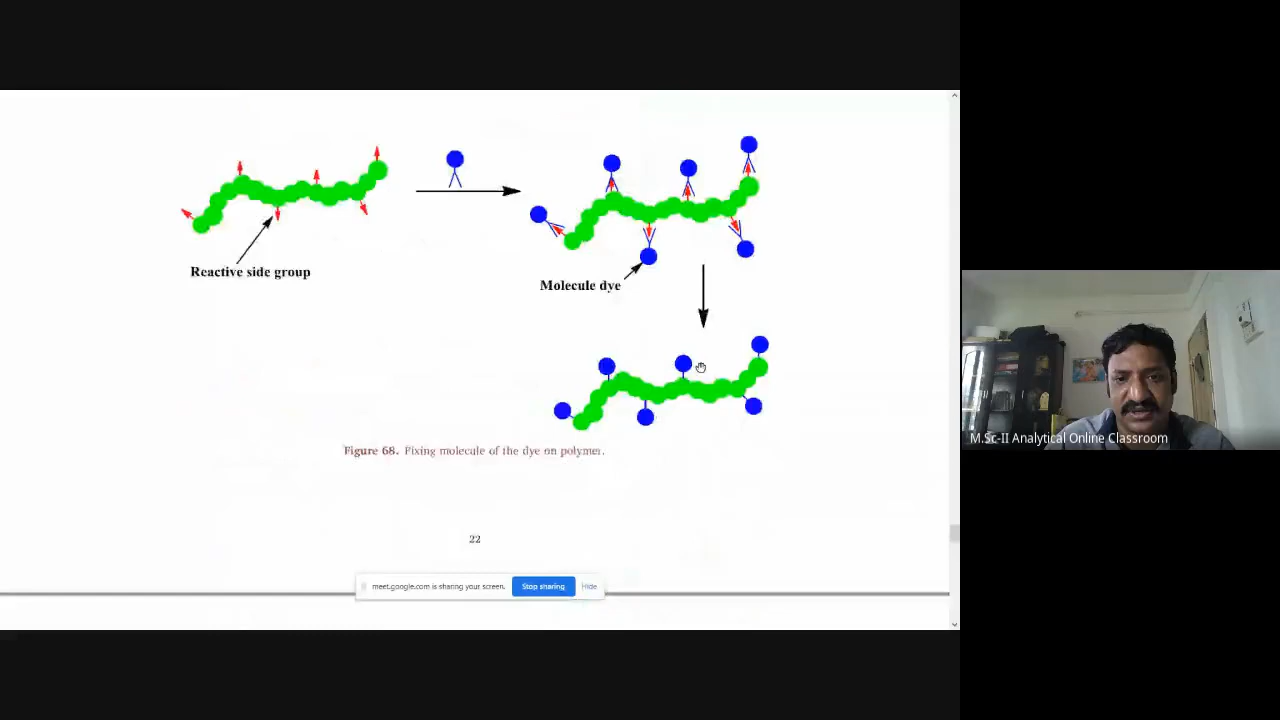 Reactive side group
Molecule dye
Figure 68. Fixing molecule of the dye on polymer.
22
meet.google.com is sharing your screen.
Stop sharing
Hide
M.Sc-II Analytical Online Classroom